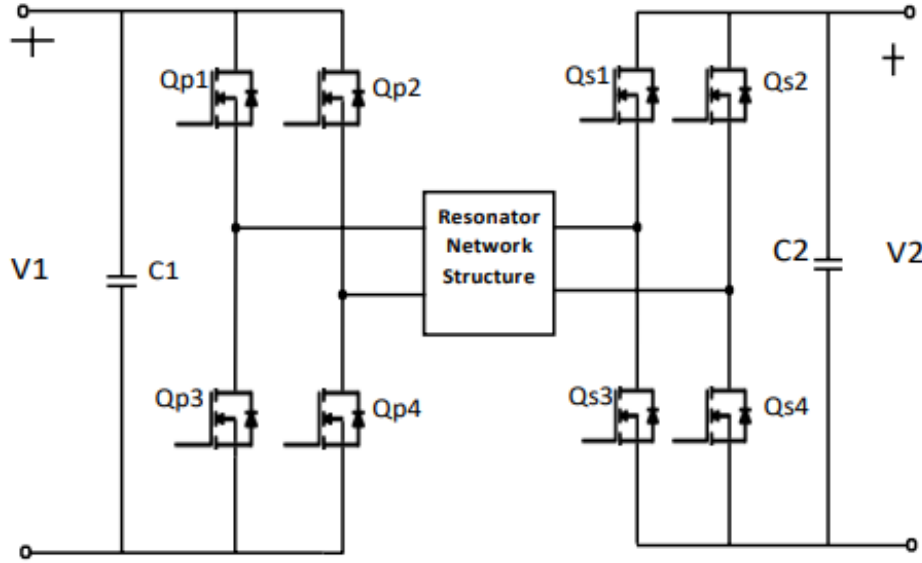 Qp1
Qp2
Qs1
Qs2
+
+
Resonator
Network
Structure
V1
C1
C2
V2
Qp3
Qp4
Qs3
Qs4